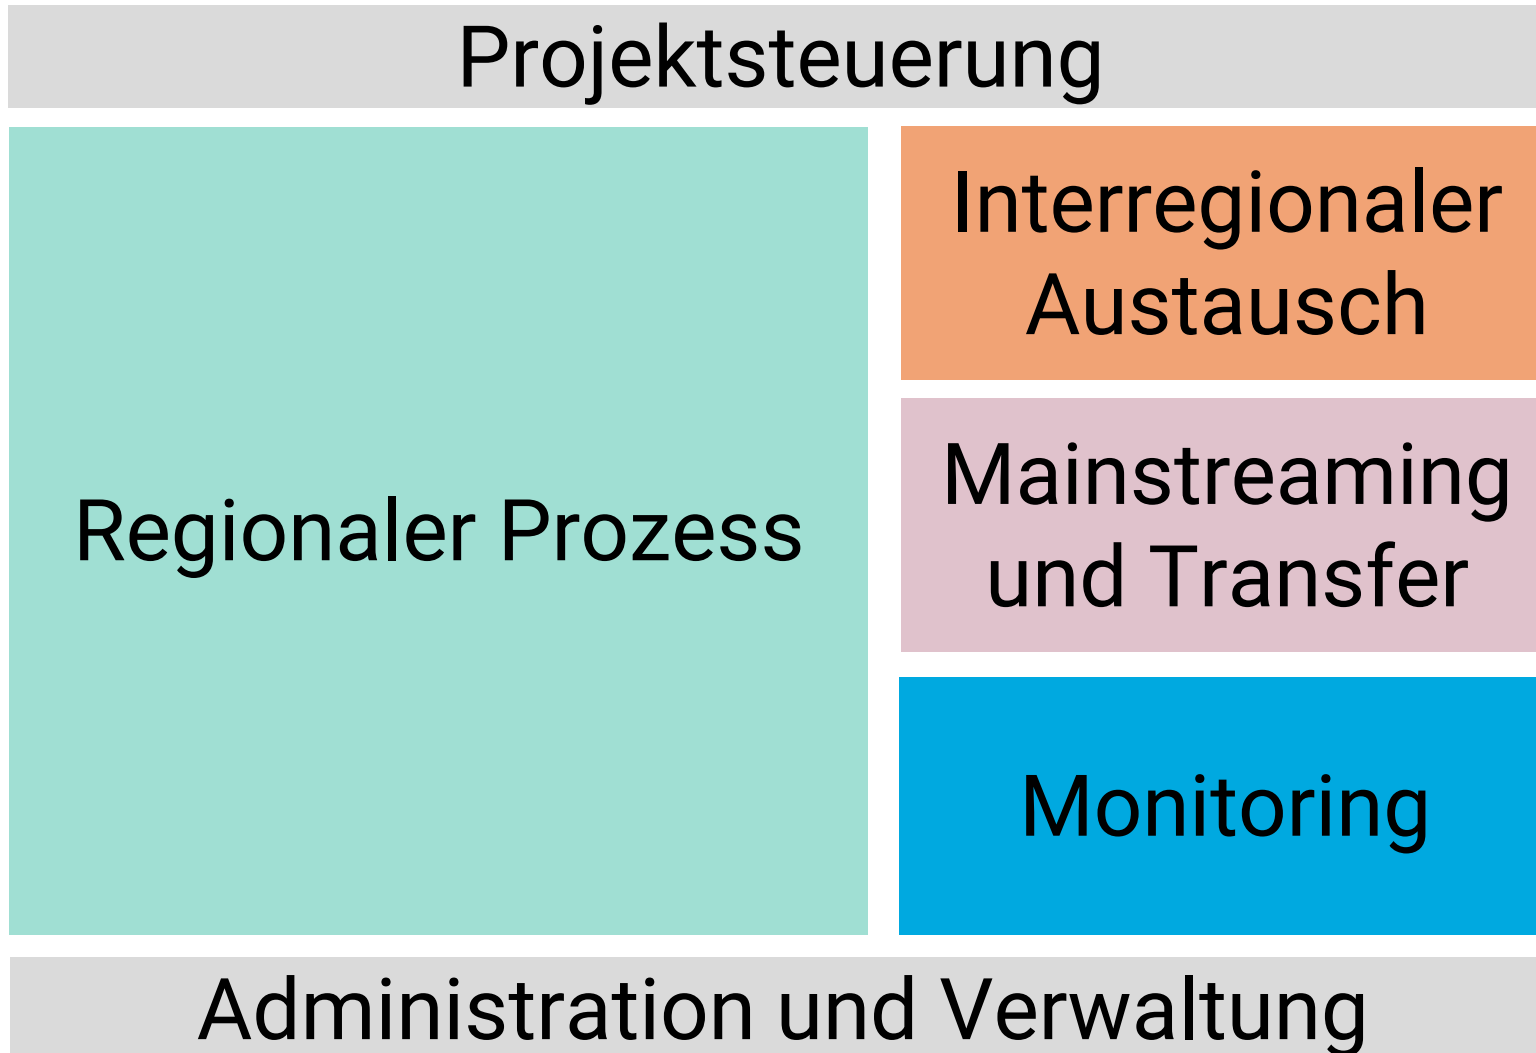 Projektsteuerung
Regionaler Prozess
Interregionaler
Austausch
Mainstreaming
und Transfer
Monitoring
Administration und Verwaltung